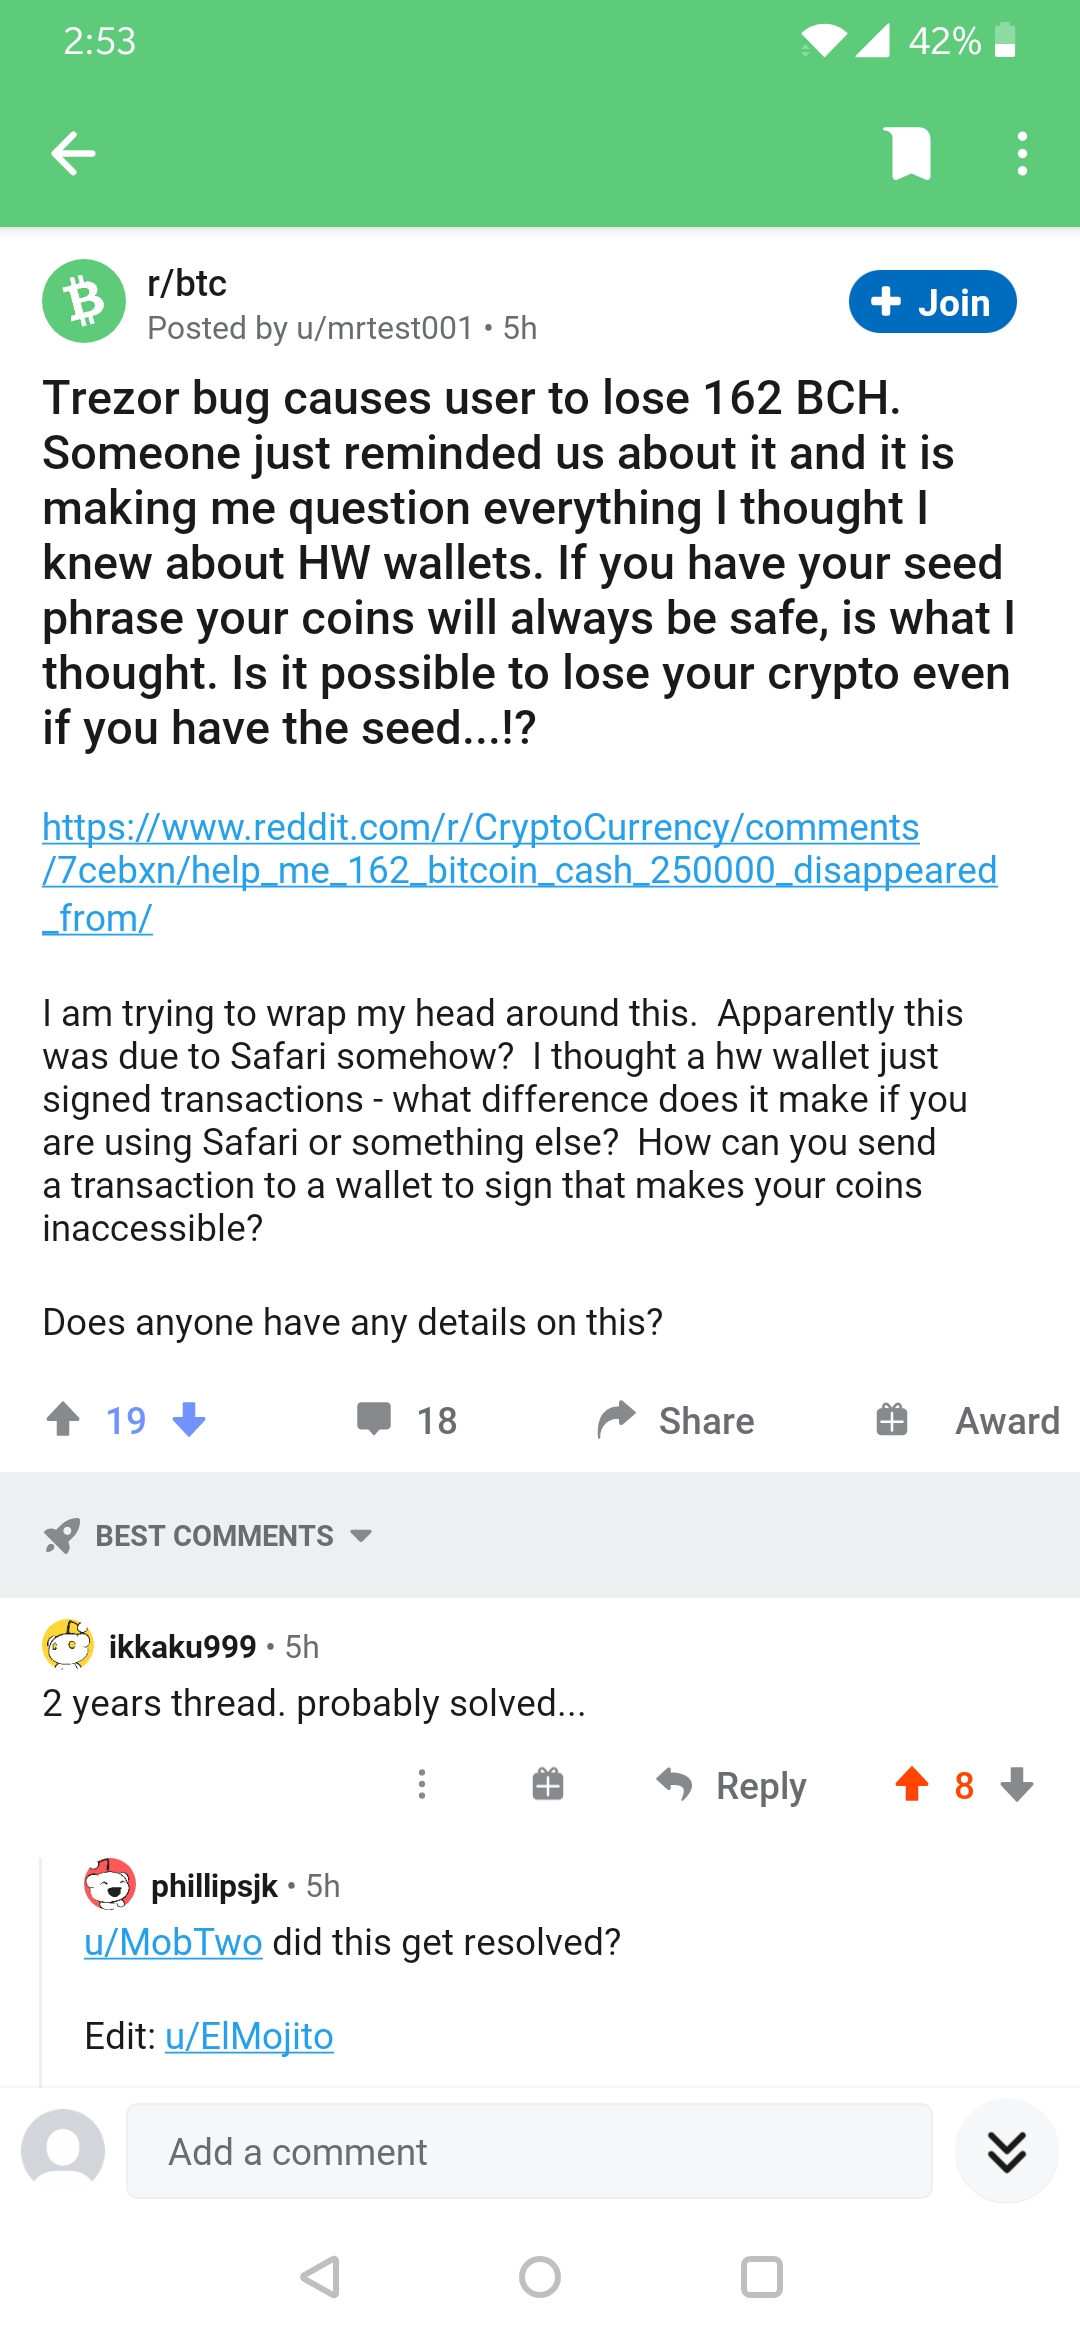 2:53
42%
r/btc
Posted by u/mrtest001 • 5h
Join
Trezor bug causes user to lose 162 BCH.
Someone just reminded us about it and it is
making me question everything I thought I
knew about HW wallets. If you have your seed
phrase your coins will always be safe, is what I
thought. Is it possible to lose your crypto even
if you have the seed...!?
https://www.reddit.com/r/CryptoCurrency/comments
/7cebxn/help_me_162_bitcoin_cash_250000_disappeared
_from/
I am trying to wrap my head around this.  Apparently this
was due to Safari somehow?  I thought a hw wallet just
signed transactions - what difference does it make if you
are using Safari or something else?  How can you send
a transaction to a wallet to sign that makes your coins
inaccessible?
Does anyone have any details on this?
19 18 Share Award
BEST COMMENTS
ikkaku999 • 5h
2 years thread. probably solved...
Reply 8
phillipsjk • 5h
u/MobTwo did this get resolved?
Edit: u/ElMojito
Add a comment